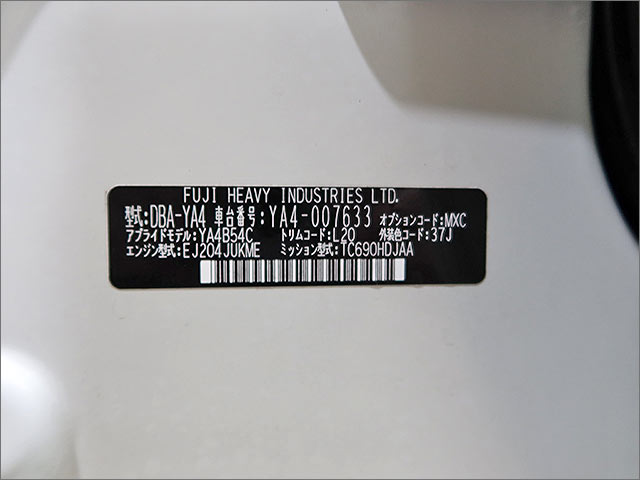 FUJI HEAVY INDUSTRIES LTD.
型式:DBA-YA4 車台番号:YA4-007633 オプションコード:MXC
アプライドモデル:YA4B54C トリムコード:L20 外装色コード:37J
エンジン型式:EJ204JUKME ミッション型式:TC690HDJAA